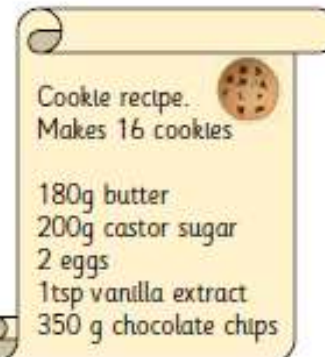 Cookie recipe.
Makes 16 cookies
180g butter
200g castor sugar
2 eggs
1tsp vanilla extract
350 g chocolate chips